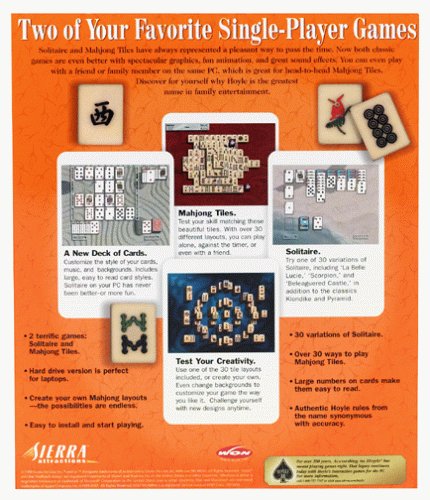 Two of Your Favorite Single-Player Games
Solitaire and Mahjong Tiles have always represented a pleasant way to pass the time. Now both classic
games are even better with spectacular graphics, fun animation, and great sound effects. You can even play
with a friend or family member on the same PC, which is great for head-to-head Mahjong Tiles.
Discover for yourself why Hoyle is the greatest
name in family entertainment.
西
Mahjong Tiles.
Test your skill matching these
beautiful tiles. With over 30
different layouts, you can play
alone, against the timer, or
even with a friend.
A New Deck of Cards.
Customize the style of your cards,
music, and backgrounds. Includes
large, easy to read card styles.
Solitaire on your PC has never
been better-or more fun.
Solitaire.
Try one of 30 variations of
Solitaire, including 'La Belle
Lucie,' 'Scorpion,' and
'Beleaguered Castle,' in
addition to the classics
Klondike and Pyramid.
Test Your Creativity.
Use one of the 30 tile layouts
included, or create your own.
Even change backgrounds to
customize your game the way
you like it. Challenge yourself
with new designs anytime.
• 2 terrific games:
Solitaire and
Mahjong Tiles.
• Hard drive version is perfect
for laptops.
• Create your own Mahjong layouts
—the possibilities are endless.
• Easy to install and start playing.
• 30 variations of Solitaire.
• Over 30 ways to play
Mahjong Tiles.
• Large numbers on cards make
them easy to read.
• Authentic Hoyle rules from
the name synonymous
with accuracy.
SIERRA
attractions
WON